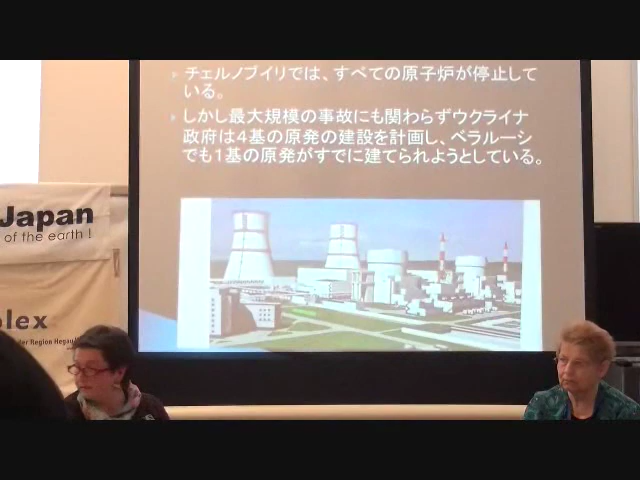 チェルノブイリでは、すべての原子炉が停止して
いる。
しかし最大規模の事故にも関わらずウクライナ
政府は４基の原発の建設を計画し、ベラルーシ
でも１基の原発がすでに建てられようとしている。
Japan
of the earth !
lex
der Region Hegau